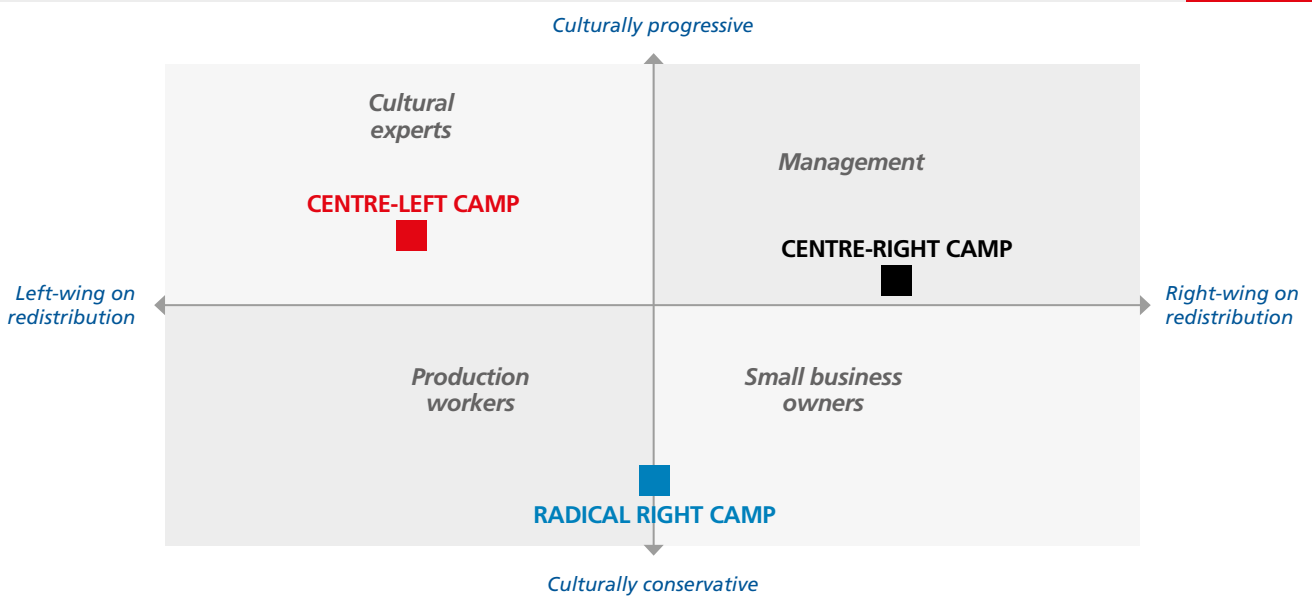 Culturally progressive
Cultural
experts
Management
CENTRE-LEFT CAMP
CENTRE-RIGHT CAMP
Left-wing on
redistribution
Right-wing on
redistribution
Production
workers
Small business
owners
RADICAL RIGHT CAMP
Culturally conservative